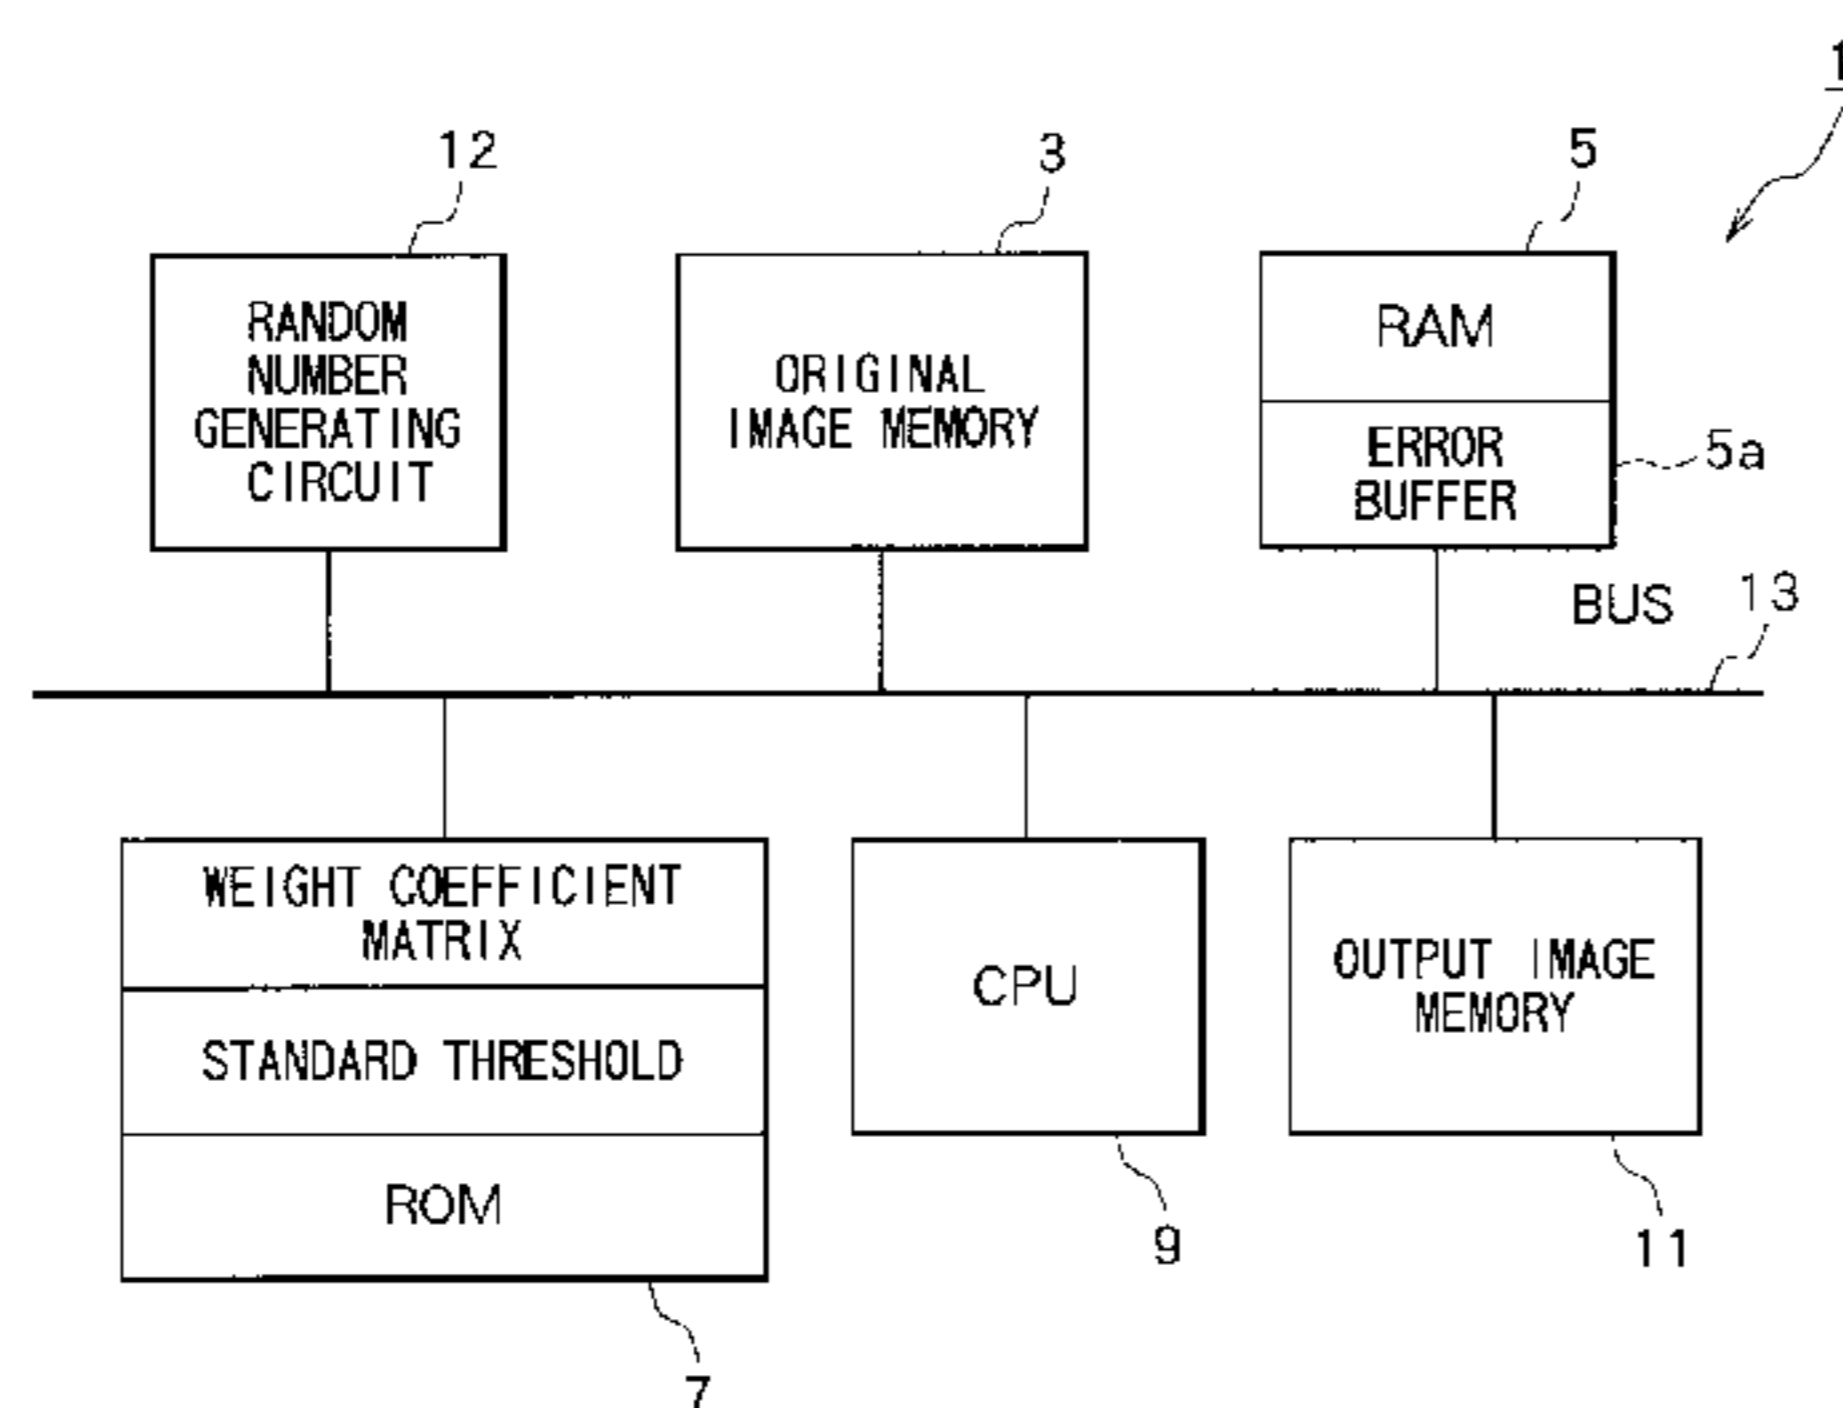 1
12
3
5
RANDOM
NUMBER
GENERATING
CIRCUIT
ORIGINAL
IMAGE MEMORY
RAM
ERROR
BUFFER
5a
BUS
13
WEIGHT COEFFICIENT
MATRIX
STANDARD THRESHOLD
ROM
CPU
OUTPUT IMAGE
MEMORY
9
11
7